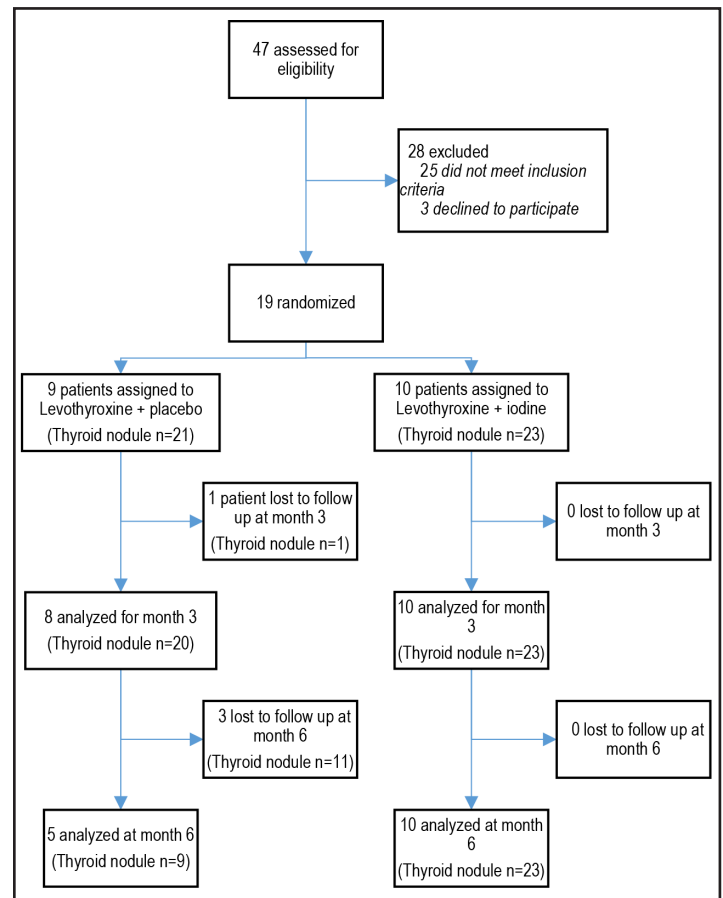 47 assessed for
eligibility
28 excluded
25 did not meet inclusion
criteria
3 declined to participate
19 randomized
9 patients assigned to
Levothyroxine + placebo
(Thyroid nodule n=21)
10 patients assigned to
Levothyroxine + iodine
(Thyroid nodule n=23)
1 patient lost to follow
up at month 3
(Thyroid nodule n=1)
0 lost to follow up at
month 3
8 analyzed for month 3
(Thyroid nodule n=20)
10 analyzed for month
3
(Thyroid nodule n=23)
3 lost to follow up at
month 6
(Thyroid nodule n=11)
0 lost to follow up at
month 6
5 analyzed at month 6
(Thyroid nodule n=9)
10 analyzed at month
6
(Thyroid nodule n=23)